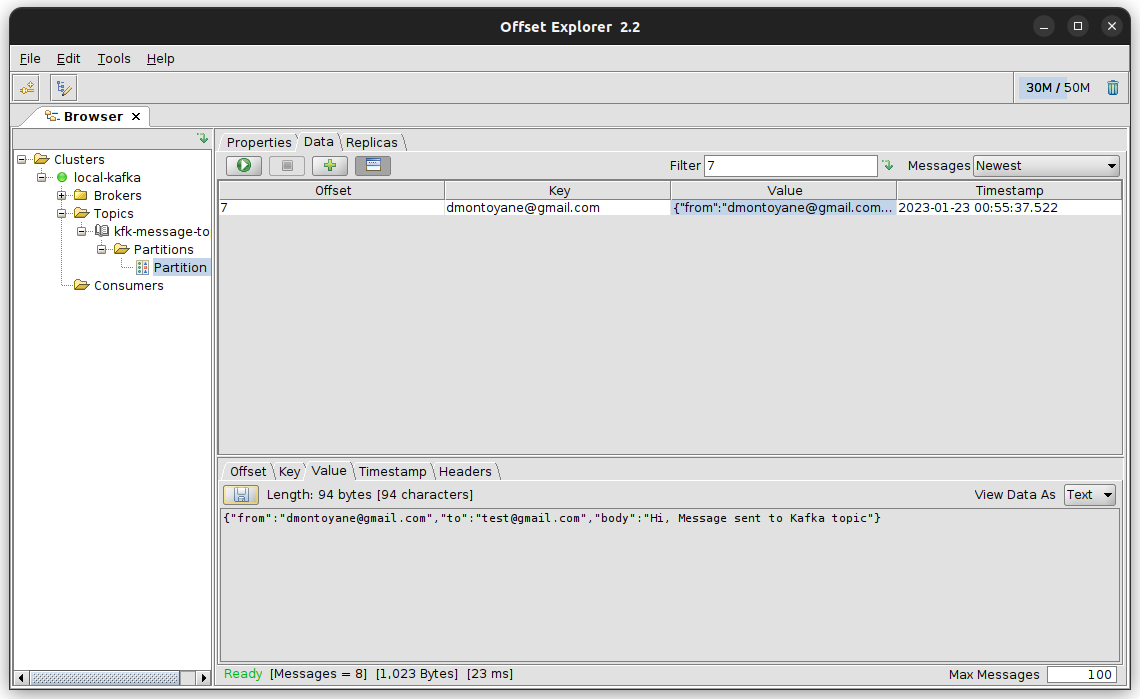 Offset Explorer 2.2
File Edit Tools Help
30M / 50M
Browser
Clusters
local-kafka
Brokers
Topics
kfk-message-to
Partitions
Partition
Consumers
Properties Data Replicas
Filter 7 Messages Newest
Offset Key Value Timestamp
7 dmontoyane@gmail.com {"from":"dmontoyane@gmail.com... 2023-01-23 00:55:37.522
Offset Key Value Timestamp Headers
Length: 94 bytes [94 characters] View Data As Text
{"from":"dmontoyane@gmail.com","to":"test@gmail.com","body":"Hi, Message sent to Kafka topic"}
Ready [Messages = 8] [1,023 Bytes] [23 ms] Max Messages 100